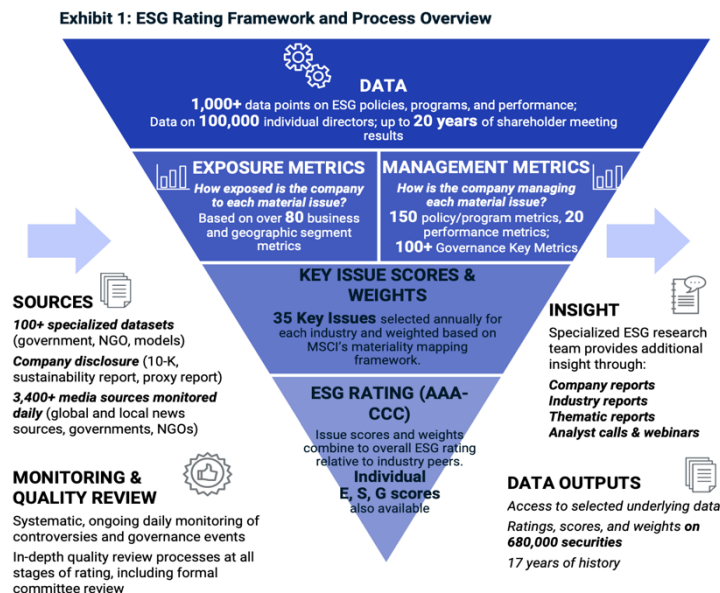 Exhibit 1: ESG Rating Framework and Process Overview
DATA
1,000+ data points on ESG policies, programs, and performance;
Data on 100,000 individual directors; up to 20 years of shareholder meeting
results
EXPOSURE METRICS
How exposed is the company
to each material issue?
Based on over 80 business
and geographic segment
metrics
MANAGEMENT METRICS
How is the company managing
each material issue?
150 policy/program metrics, 20
performance metrics;
100+ Governance Key Metrics
KEY ISSUE SCORES &
WEIGHTS
35 Key Issues selected annually for
each industry and weighted based on
MSCI's materiality mapping
framework.
ESG RATING (AAA-
CCC)
Issue scores and weights
combine to overall ESG rating
relative to industry peers.
Individual
E, S, G scores
also available
SOURCES
100+ specialized datasets
(government, NGO, models)
Company disclosure (10-K,
sustainability report, proxy report)
3,400+ media sources monitored
daily (global and local news
sources, governments, NGOs)
MONITORING &
QUALITY REVIEW
Systematic, ongoing daily monitoring of
controversies and governance events
In-depth quality review processes at all
stages of rating, including formal
committee review
INSIGHT
Specialized ESG research
team provides additional
insight through:
Company reports
Industry reports
Thematic reports
Analyst calls & webinars
DATA OUTPUTS
Access to selected underlying data
Ratings, scores, and weights on
680,000 securities
17 years of history